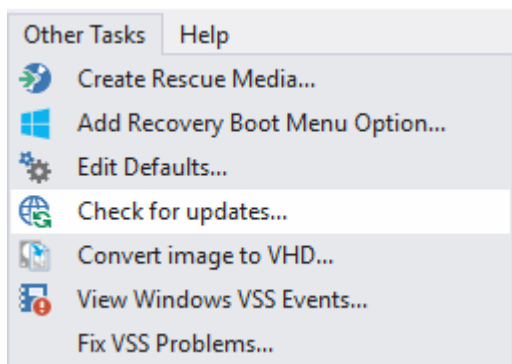 Other Tasks Help
Create Rescue Media...
Add Recovery Boot Menu Option...
Edit Defaults...
Check for updates...
Convert image to VHD...
View Windows VSS Events...
Fix VSS Problems...